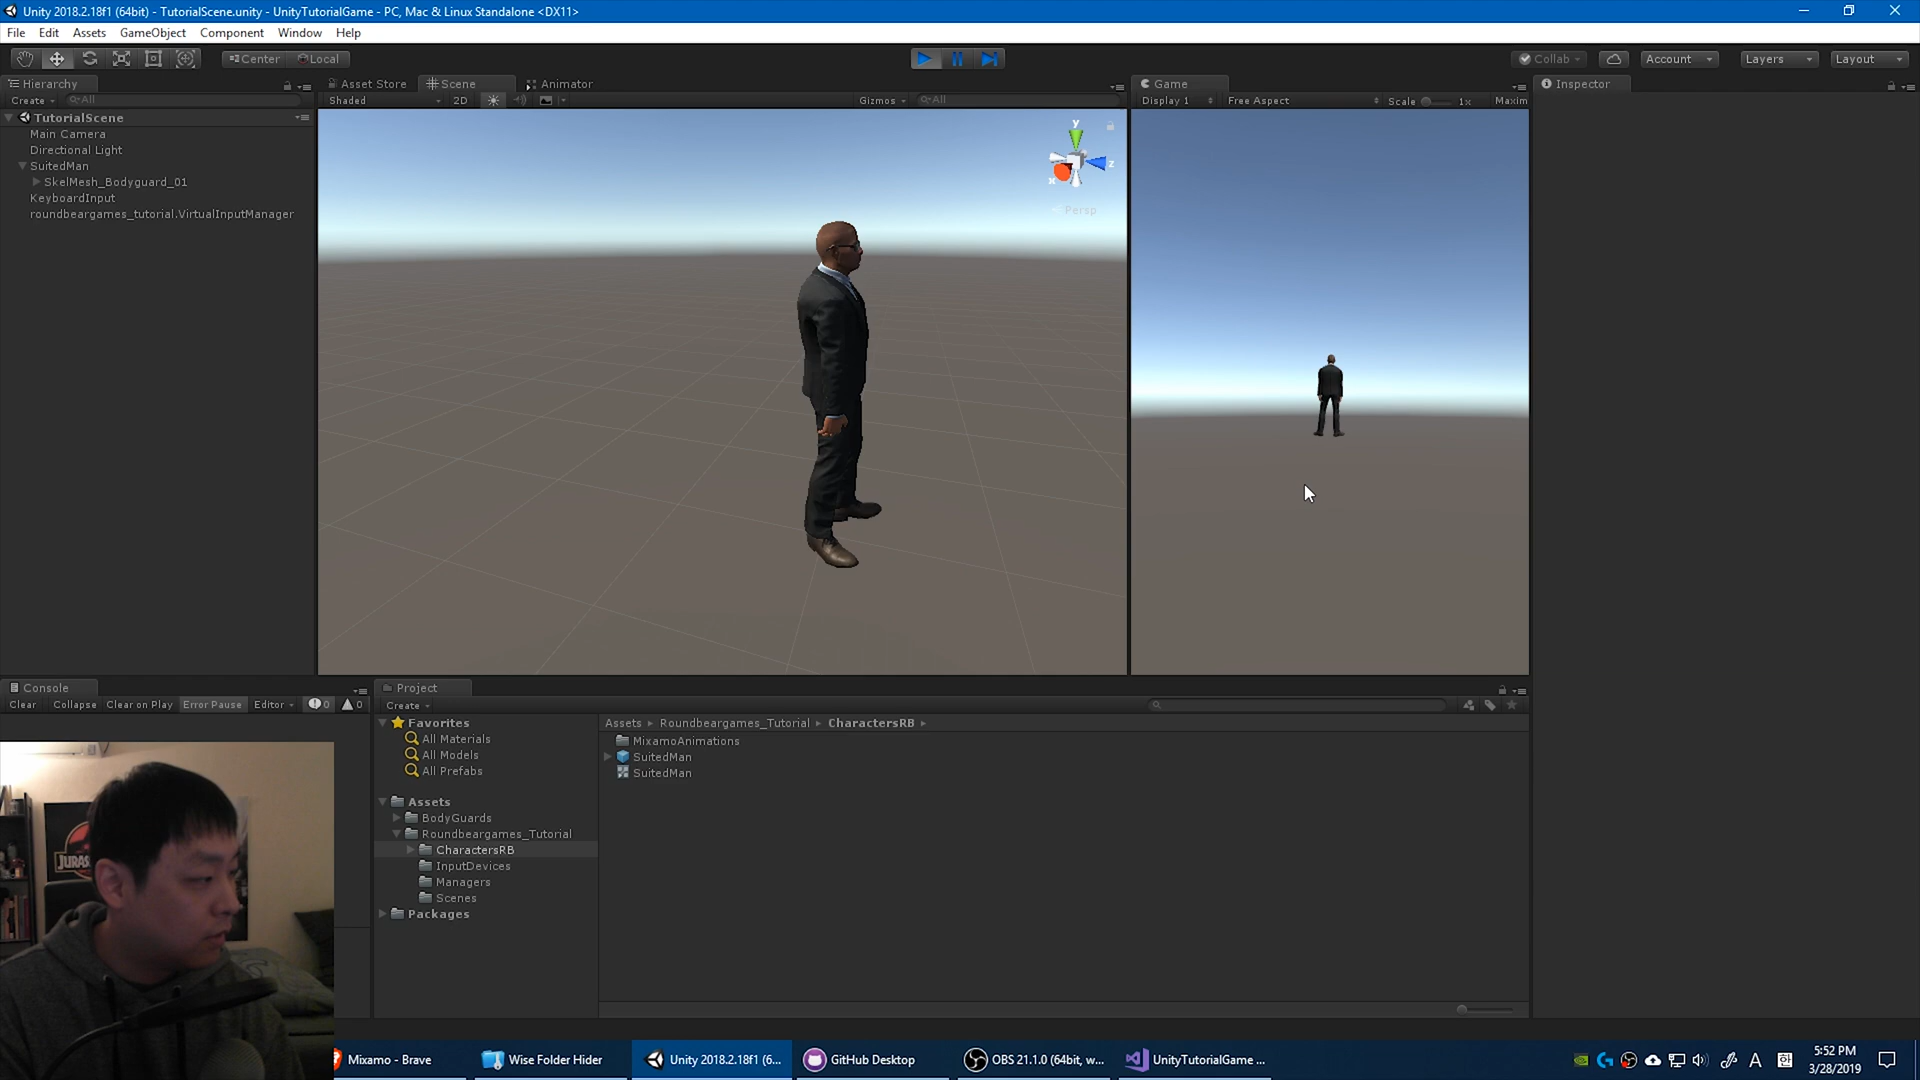 Unity 2018.2.18f1 (64bit) - TutorialScene.unity - UnityTutorialGame - PC, Mac & Linux Standalone <DX11>
File Edit Assets GameObject Component Window Help
Center Local Collab Account Layers Layout
Hierarchy
Create All
TutorialScene
Main Camera
Directional Light
SuitedMan
SkelMesh_Bodyguard_01
KeyboardInput
roundbeargames_tutorial.VirtualInputManager
Asset Store Scene Animator
Shaded 2D Gizmos All
y
z
x
Persp
Game
Display 1 Free Aspect Scale 1x Maxim
Inspector
Console
Clear Collapse Clear on Play Error Pause Editor 0 0
Project
Create
Favorites
All Materials
All Models
All Prefabs
Assets
BodyGuards
Roundbeargames_Tutorial
CharactersRB
InputDevices
Managers
Scenes
Packages
Assets Roundbeargames_Tutorial CharactersRB
MixamoAnimations
SuitedMan
SuitedMan
JURAS
Mixamo - Brave
Wise Folder Hider
Unity 2018.2.18f1 (6...
GitHub Desktop
OBS 21.1.0 (64bit, w...
UnityTutorialGame ...
A
5:52 PM
3/28/2019